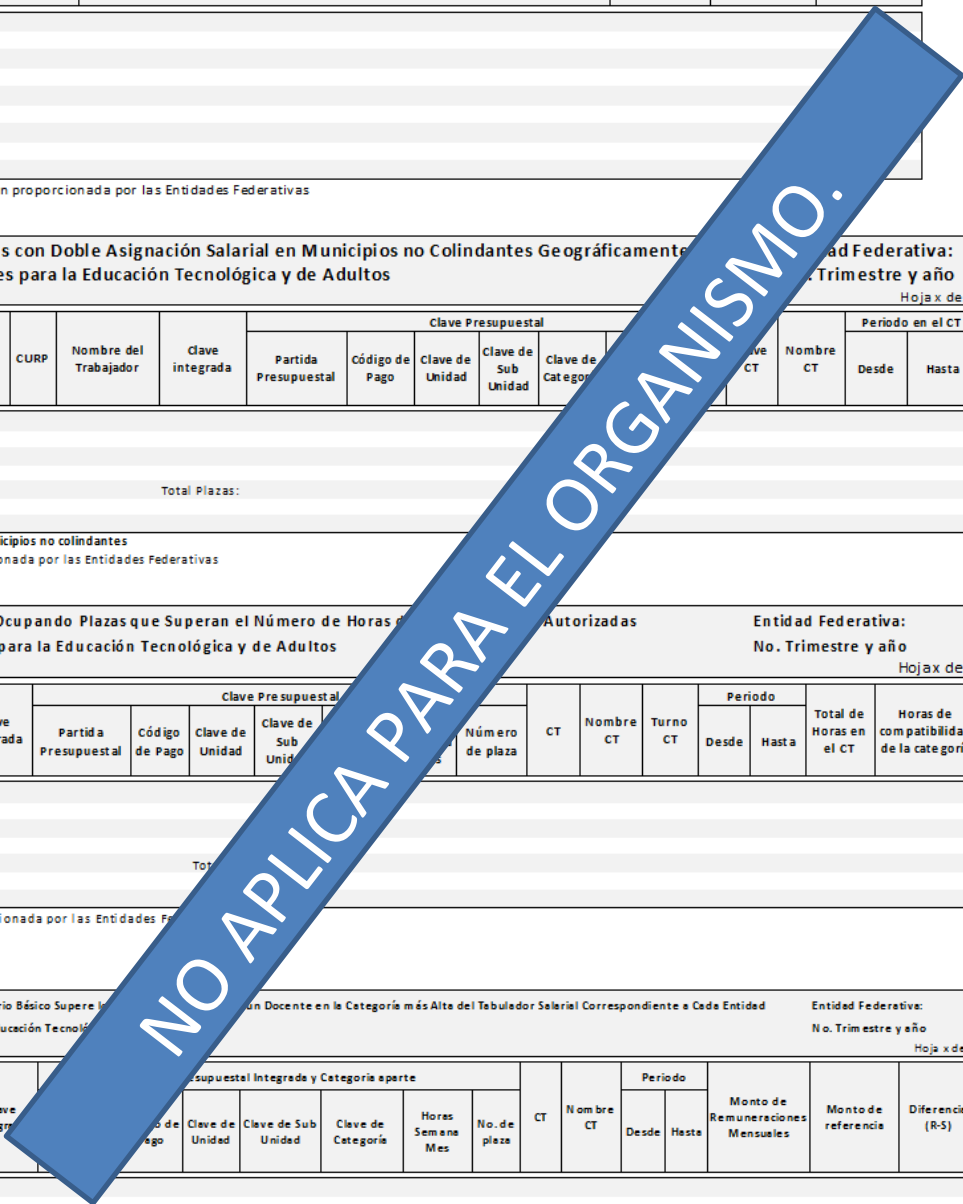 n proporcionada por las Entidades Federativas
s con Doble Asignación Salarial en Municipios no Colindantes Geográficamente
ad Federativa:
es para la Educación Tecnológica y de Adultos
. Trimestre y año
Hoja x de
Clave Presupuestal
Periodo en el CT
CURP
Nombre del Trabajador
Clave integrada
Partida Presupuestal
Código de Pago
Clave de Unidad
Clave de Sub Unidad
Clave de
CT
Nombre CT
Desde
Hasta
Total Plazas:
icipios no colindantes
onada por las Entidades Federativas
Ocupando Plazas que Superan el Número de Horas
Autorizadas
Entidad Federativa:
para la Educación Tecnológica y de Adultos
No. Trimestre y año
Hoja x de
Clave Presupuestal
Periodo
Partida Presupuestal
Código de Pago
Clave de Unidad
Clave de Sub
Número de plaza
CT
Nombre CT
Turno CT
Desde
Hasta
Total de Horas en el CT
Horas de compatibilida de la categorí
ionada por las Entidades
rio Básico Supere
un Docente en la Categoría más Alta del Tabulador Salarial Correspondiente a Cada Entidad
Entidad Federativa:
No. Trimestre y año
Hoja x de
supuestal Integrada y Categoria aparte
Periodo
Clave de Unidad
Clave de Sub Unidad
Clave de Categoría
Horas Semana Mes
No. de plaza
CT
Nombre CT
Desde
Hasta
Monto de Remuneraciones Mensuales
Monto de referencia
Diferencia (R-S)
NO APLICA PARA EL ORGANISMO.